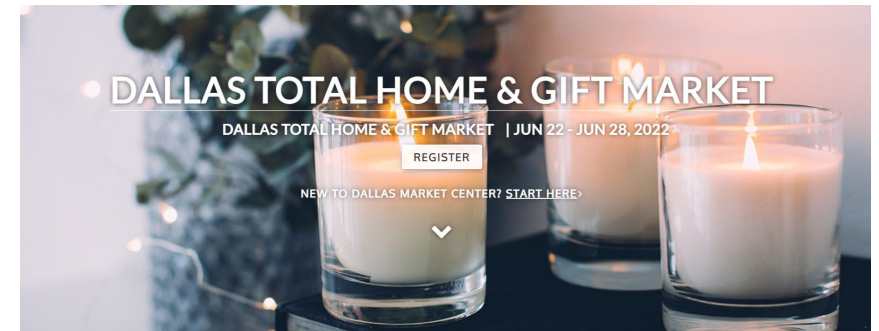 DALLAS TOTAL HOME & GIFT MARKET
DALLAS TOTAL HOME & GIFT MARKET | JUN 22 - JUN 28, 2022
REGISTER
NEW TO DALLAS MARKET CENTER? START HERE>